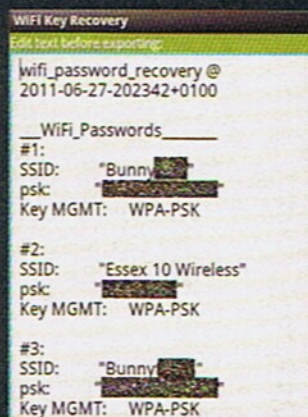 WiFi Key Recovery
Edit text before exporting:
wifi_password_recovery @
2011-06-27-202342+0100
___WiFi_Passwords_______
#1:
SSID: "Bunny"
psk: ""
Key MGMT: WPA-PSK
#2:
SSID: "Essex 10 Wireless"
psk: ""
Key MGMT: WPA-PSK
#3:
SSID: "Bunny"
psk: ""
Key MGMT: WPA-PSK